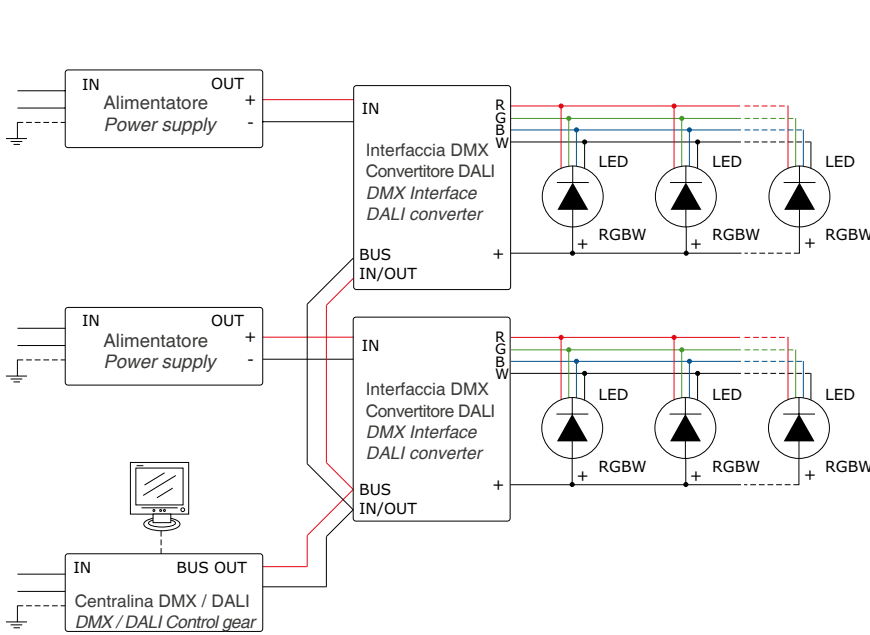 IN OUT
Alimentatore +
Power supply -
IN
Interfaccia DMX
Convertitore DALI
DMX Interface
DALI converter
BUS
IN/OUT
R
G
B
W
+
LED
RGBW
+
LED
RGBW
+
LED
RGBW
+
IN OUT
Alimentatore +
Power supply -
IN
Interfaccia DMX
Convertitore DALI
DMX Interface
DALI converter
BUS
IN/OUT
R
G
B
W
+
LED
RGBW
+
LED
RGBW
+
LED
RGBW
+
IN BUS OUT
Centralina DMX / DALI
DMX / DALI Control gear